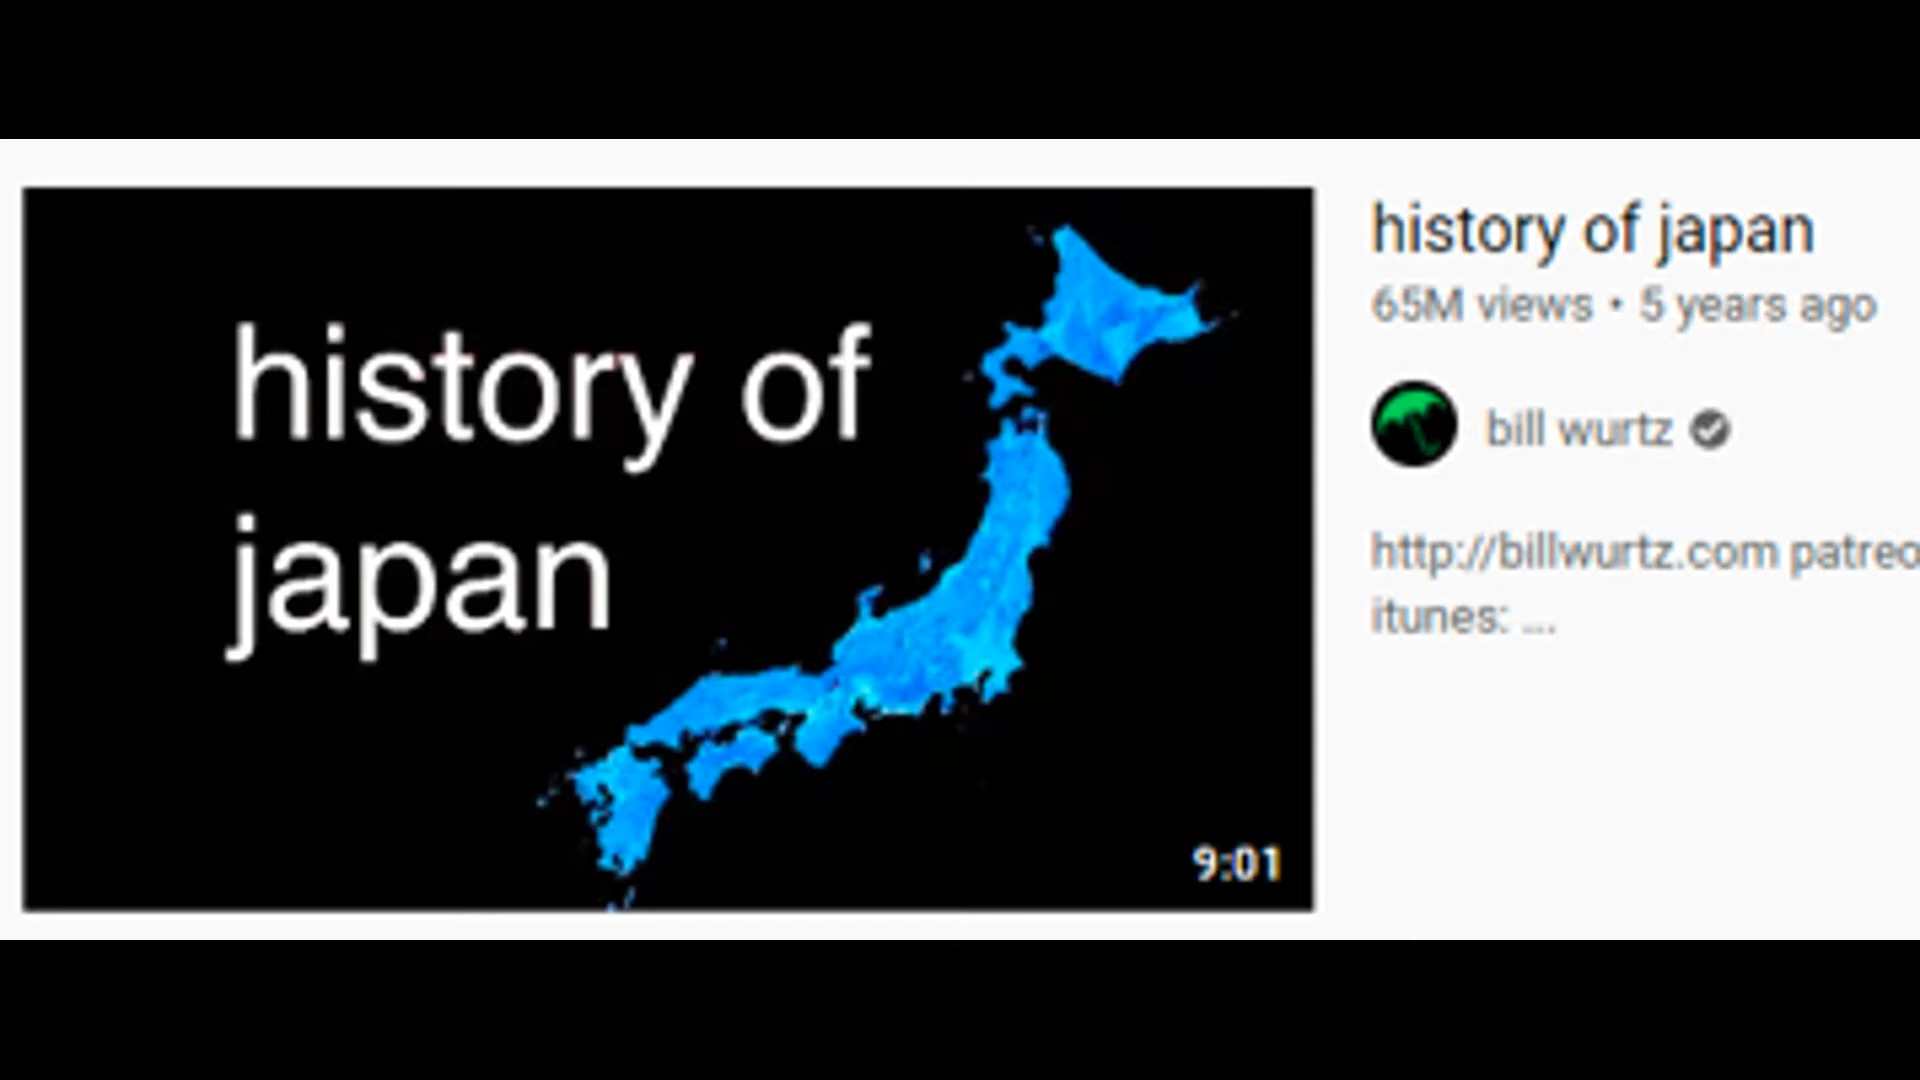 history of
japan
9:01
history of japan
65M views • 5 years ago
bill wurtz
http://billwurtz.com patreo
itunes: ...